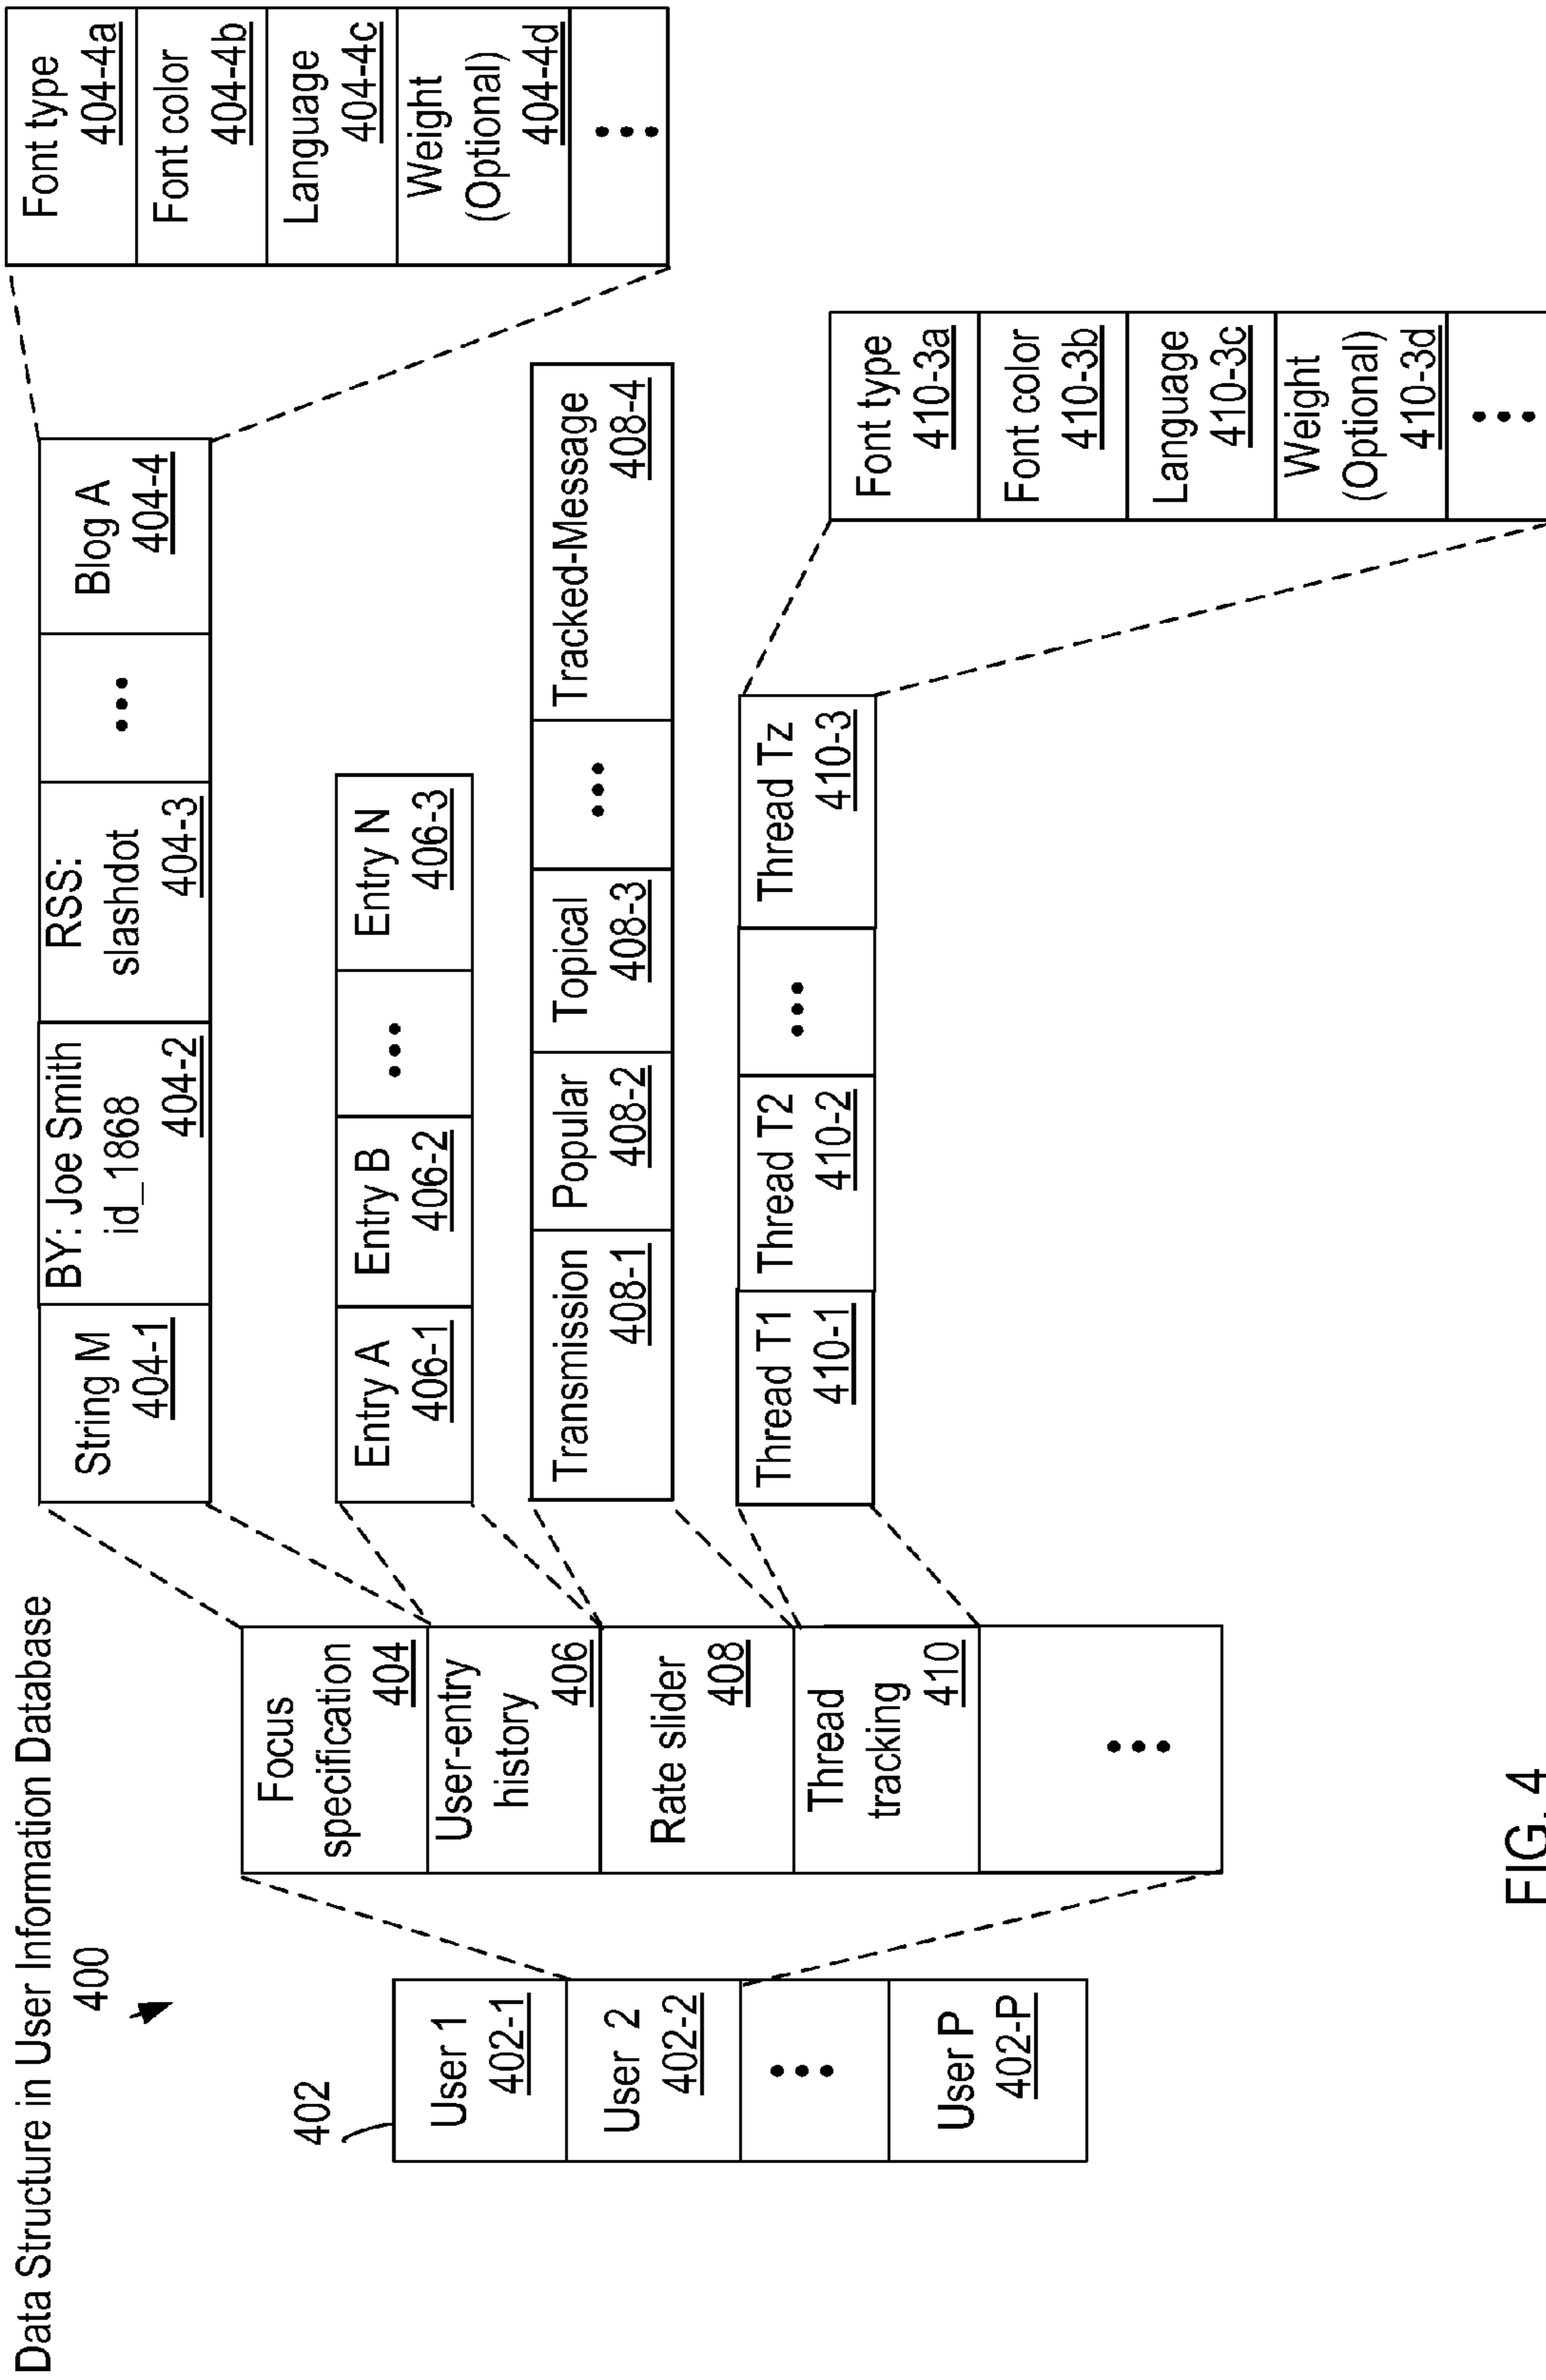 Data Structure in User Information Database
400
402
User 1
402-1
User 2
402-2
•••
User P
402-P
Focus
specification
404
User-entry
history
406
Rate slider
408
Thread
tracking
410
•••
String M
404-1
BY: Joe Smith
id_1868
404-2
RSS:
slashdot
404-3
•••
Blog A
404-4
Font type
404-4a
Font color
404-4b
Language
404-4c
Weight
(Optional)
404-4d
•••
Entry A
406-1
Entry B
406-2
•••
Entry N
406-3
Transmission
408-1
Popular
408-2
Topical
408-3
•••
Tracked-Message
408-4
Thread T1
410-1
Thread T2
410-2
•••
Thread Tz
410-3
Font type
410-3a
Font color
410-3b
Language
410-3c
Weight
(Optional)
410-3d
•••
FIG. 4